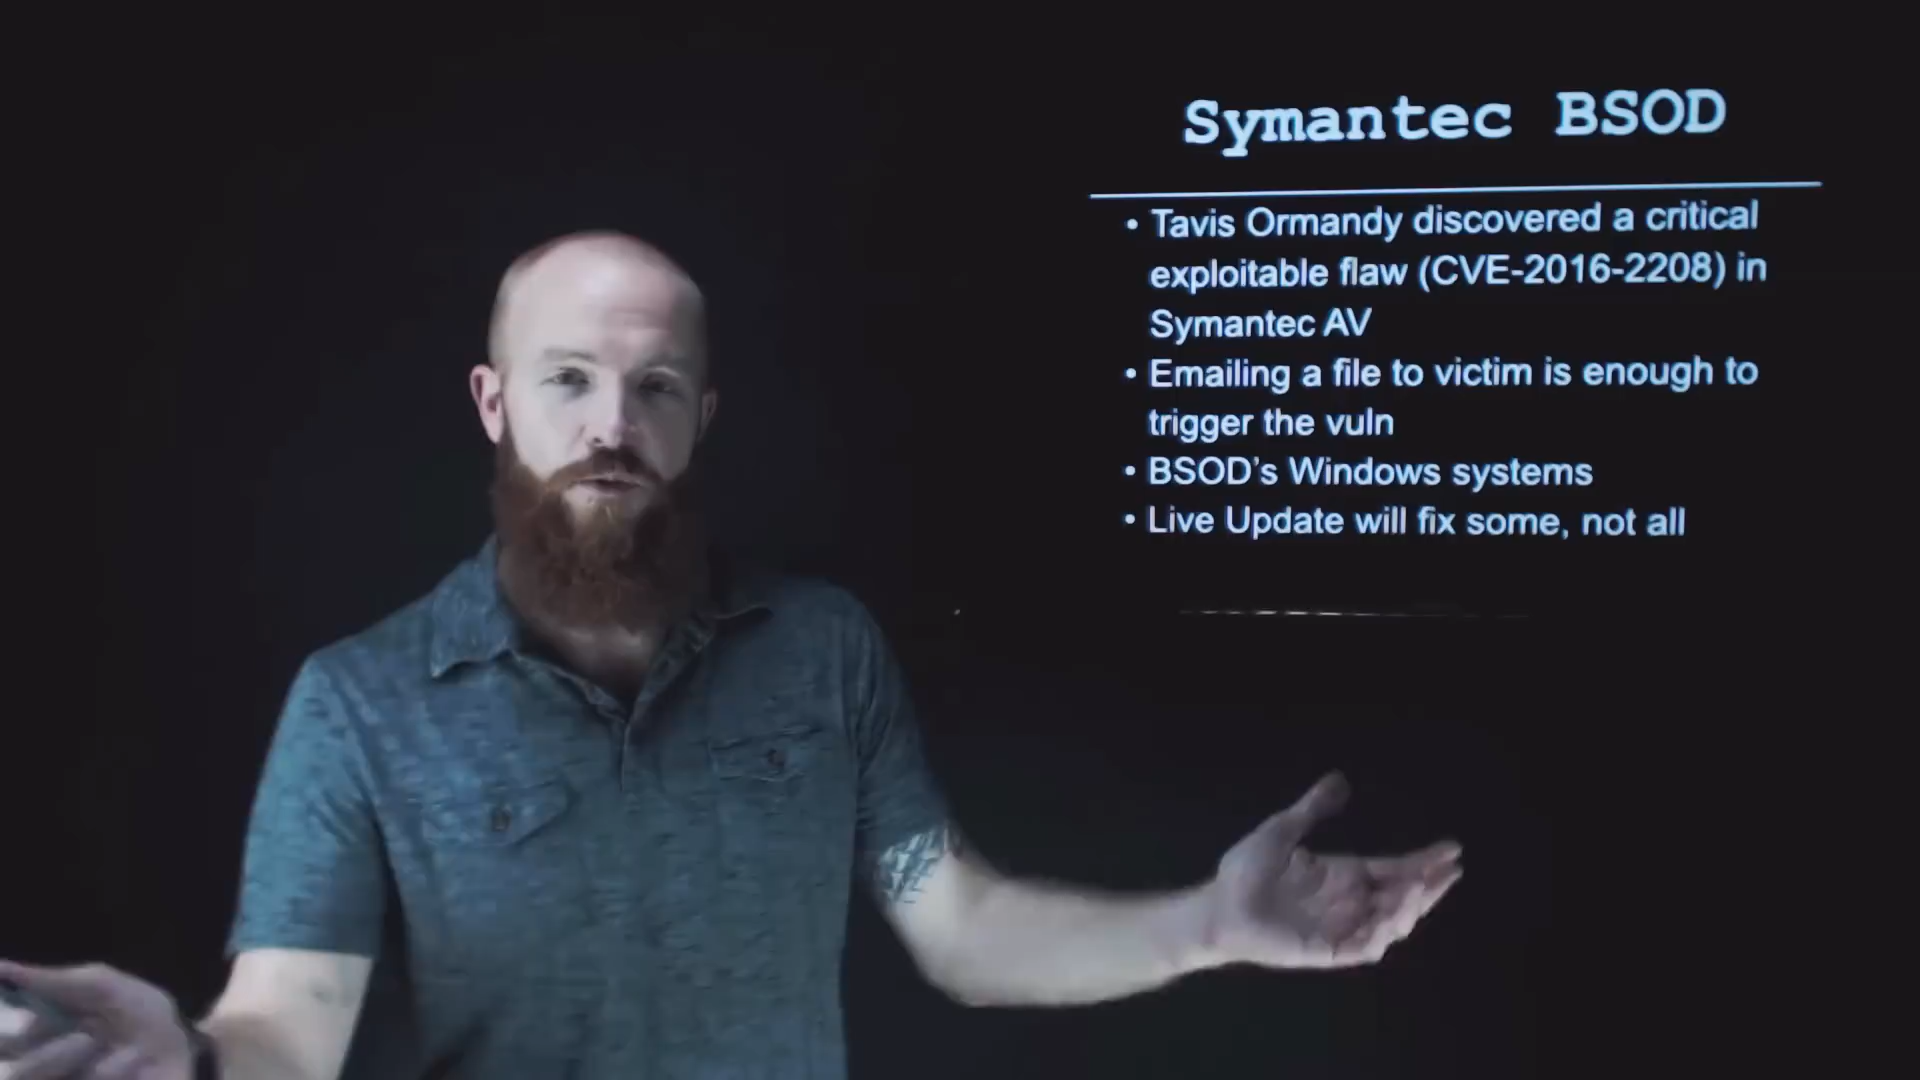 Symantec BSOD
• Tavis Ormandy discovered a critical
exploitable flaw (CVE-2016-2208) in
Symantec AV
• Emailing a file to victim is enough to
trigger the vuln
• BSOD's Windows systems
• Live Update will fix some, not all